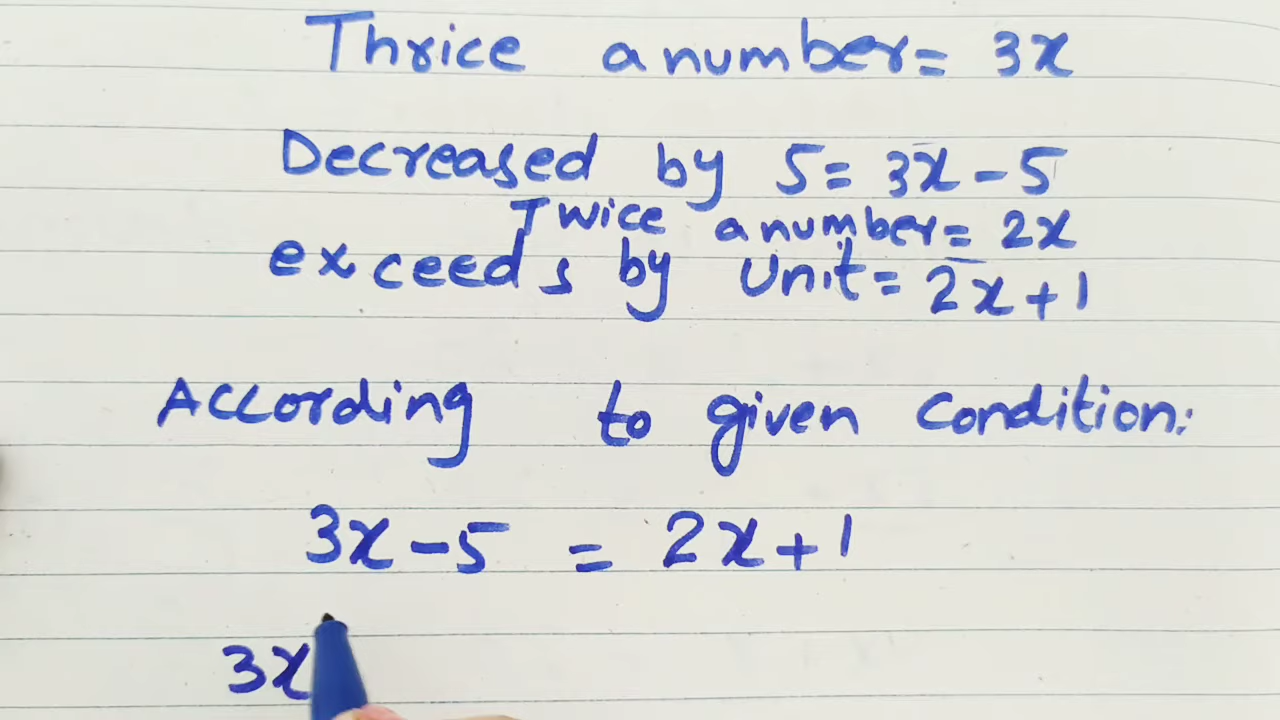 Thrice a number= 3x
Decreased by 5= 3x-5
Twice a number= 2x
exceeds by Unit= 2x+1
According to given Condition:
3x-5 = 2x+1
3x